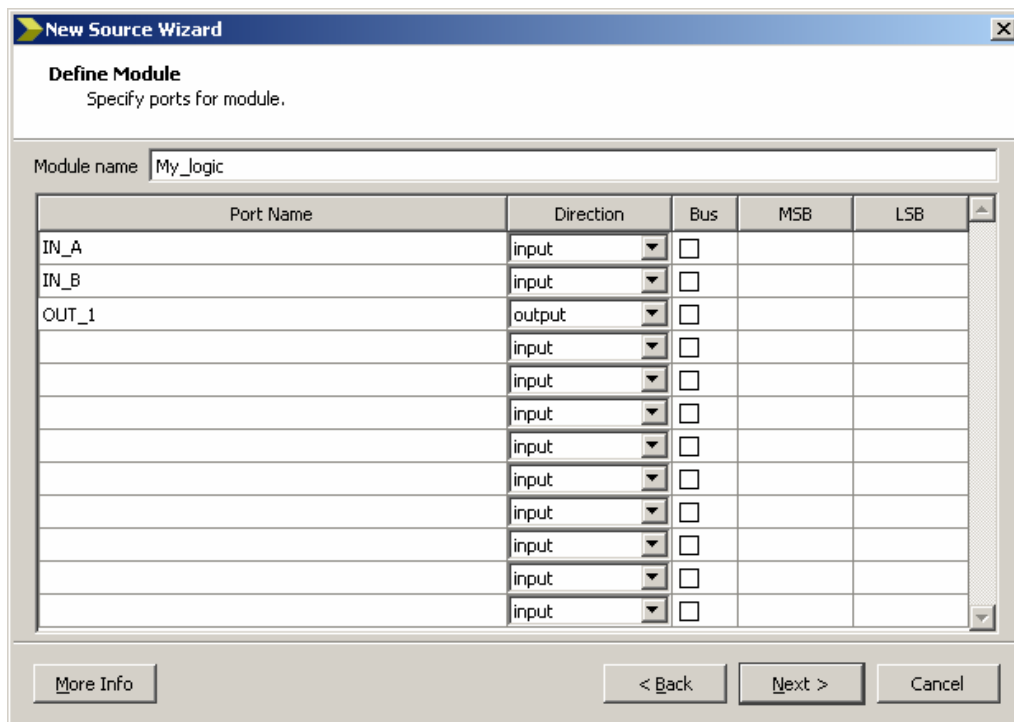 New Source Wizard
Define Module
Specify ports for module.
Module name My_logic
Port Name Direction Bus MSB LSB
IN_A input
IN_B input
OUT_1 output
input
input
input
input
input
input
input
input
input
More Info < Back Next > Cancel